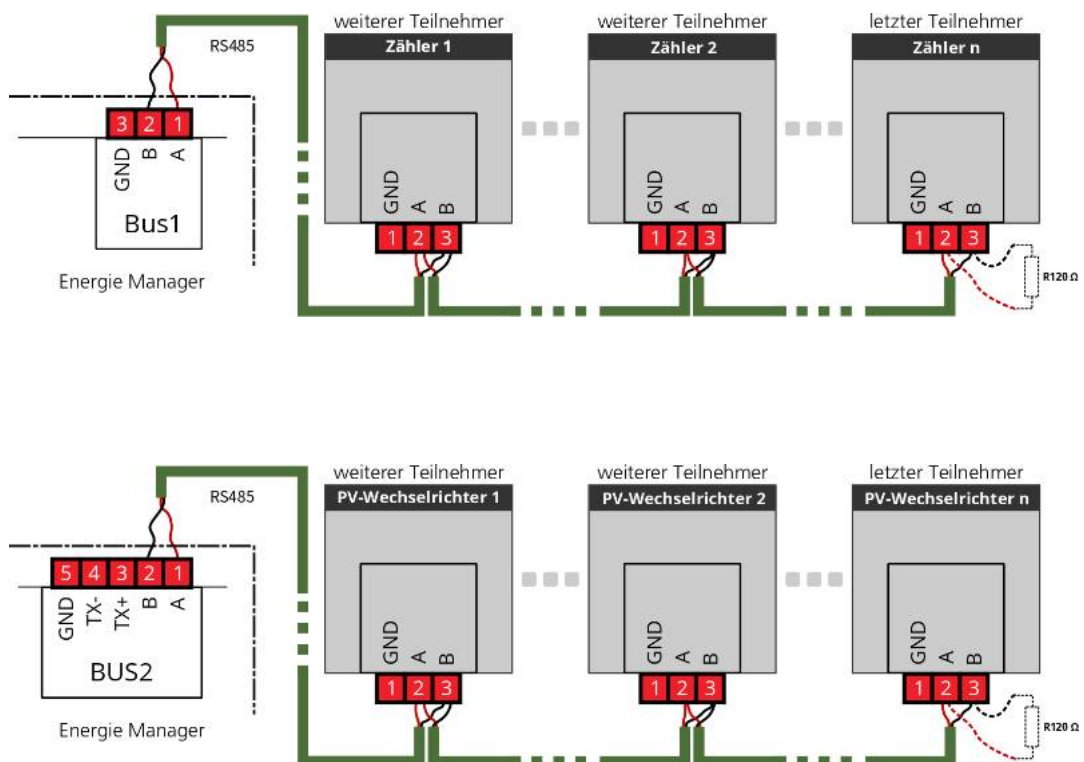 weiterer Teilnehmer
weiterer Teilnehmer
letzter Teilnehmer
RS485
Zähler 1
Zähler 2
Zähler n
3 2 1
GND B A
Bus1
Energie Manager
GND A B
1 2 3
GND A B
1 2 3
GND A B
1 2 3
R120 Ω
weiterer Teilnehmer
weiterer Teilnehmer
letzter Teilnehmer
RS485
PV-Wechselrichter 1
PV-Wechselrichter 2
PV-Wechselrichter n
5 4 3 2 1
GND TX- TX+ B A
BUS2
Energie Manager
GND A B
1 2 3
GND A B
1 2 3
GND A B
1 2 3
R120 Ω